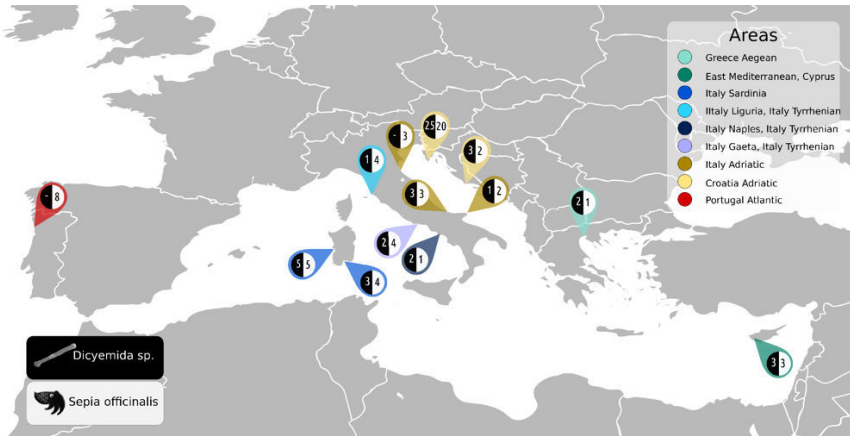 Areas
Greece Aegean
East Mediterranean, Cyprus
Italy Sardinia
IItaly Liguria, Italy Tyrrhenian
Italy Naples, Italy Tyrrhenian
Italy Gaeta, Italy Tyrrhenian
Italy Adriatic
Croatia Adriatic
Portugal Atlantic
- 3
25 20
3 2
1 4
- 8
3 3
1 2
2 1
2 4
2 1
5 5
3 4
3 3
Dicyemida sp.
Sepia officinalis